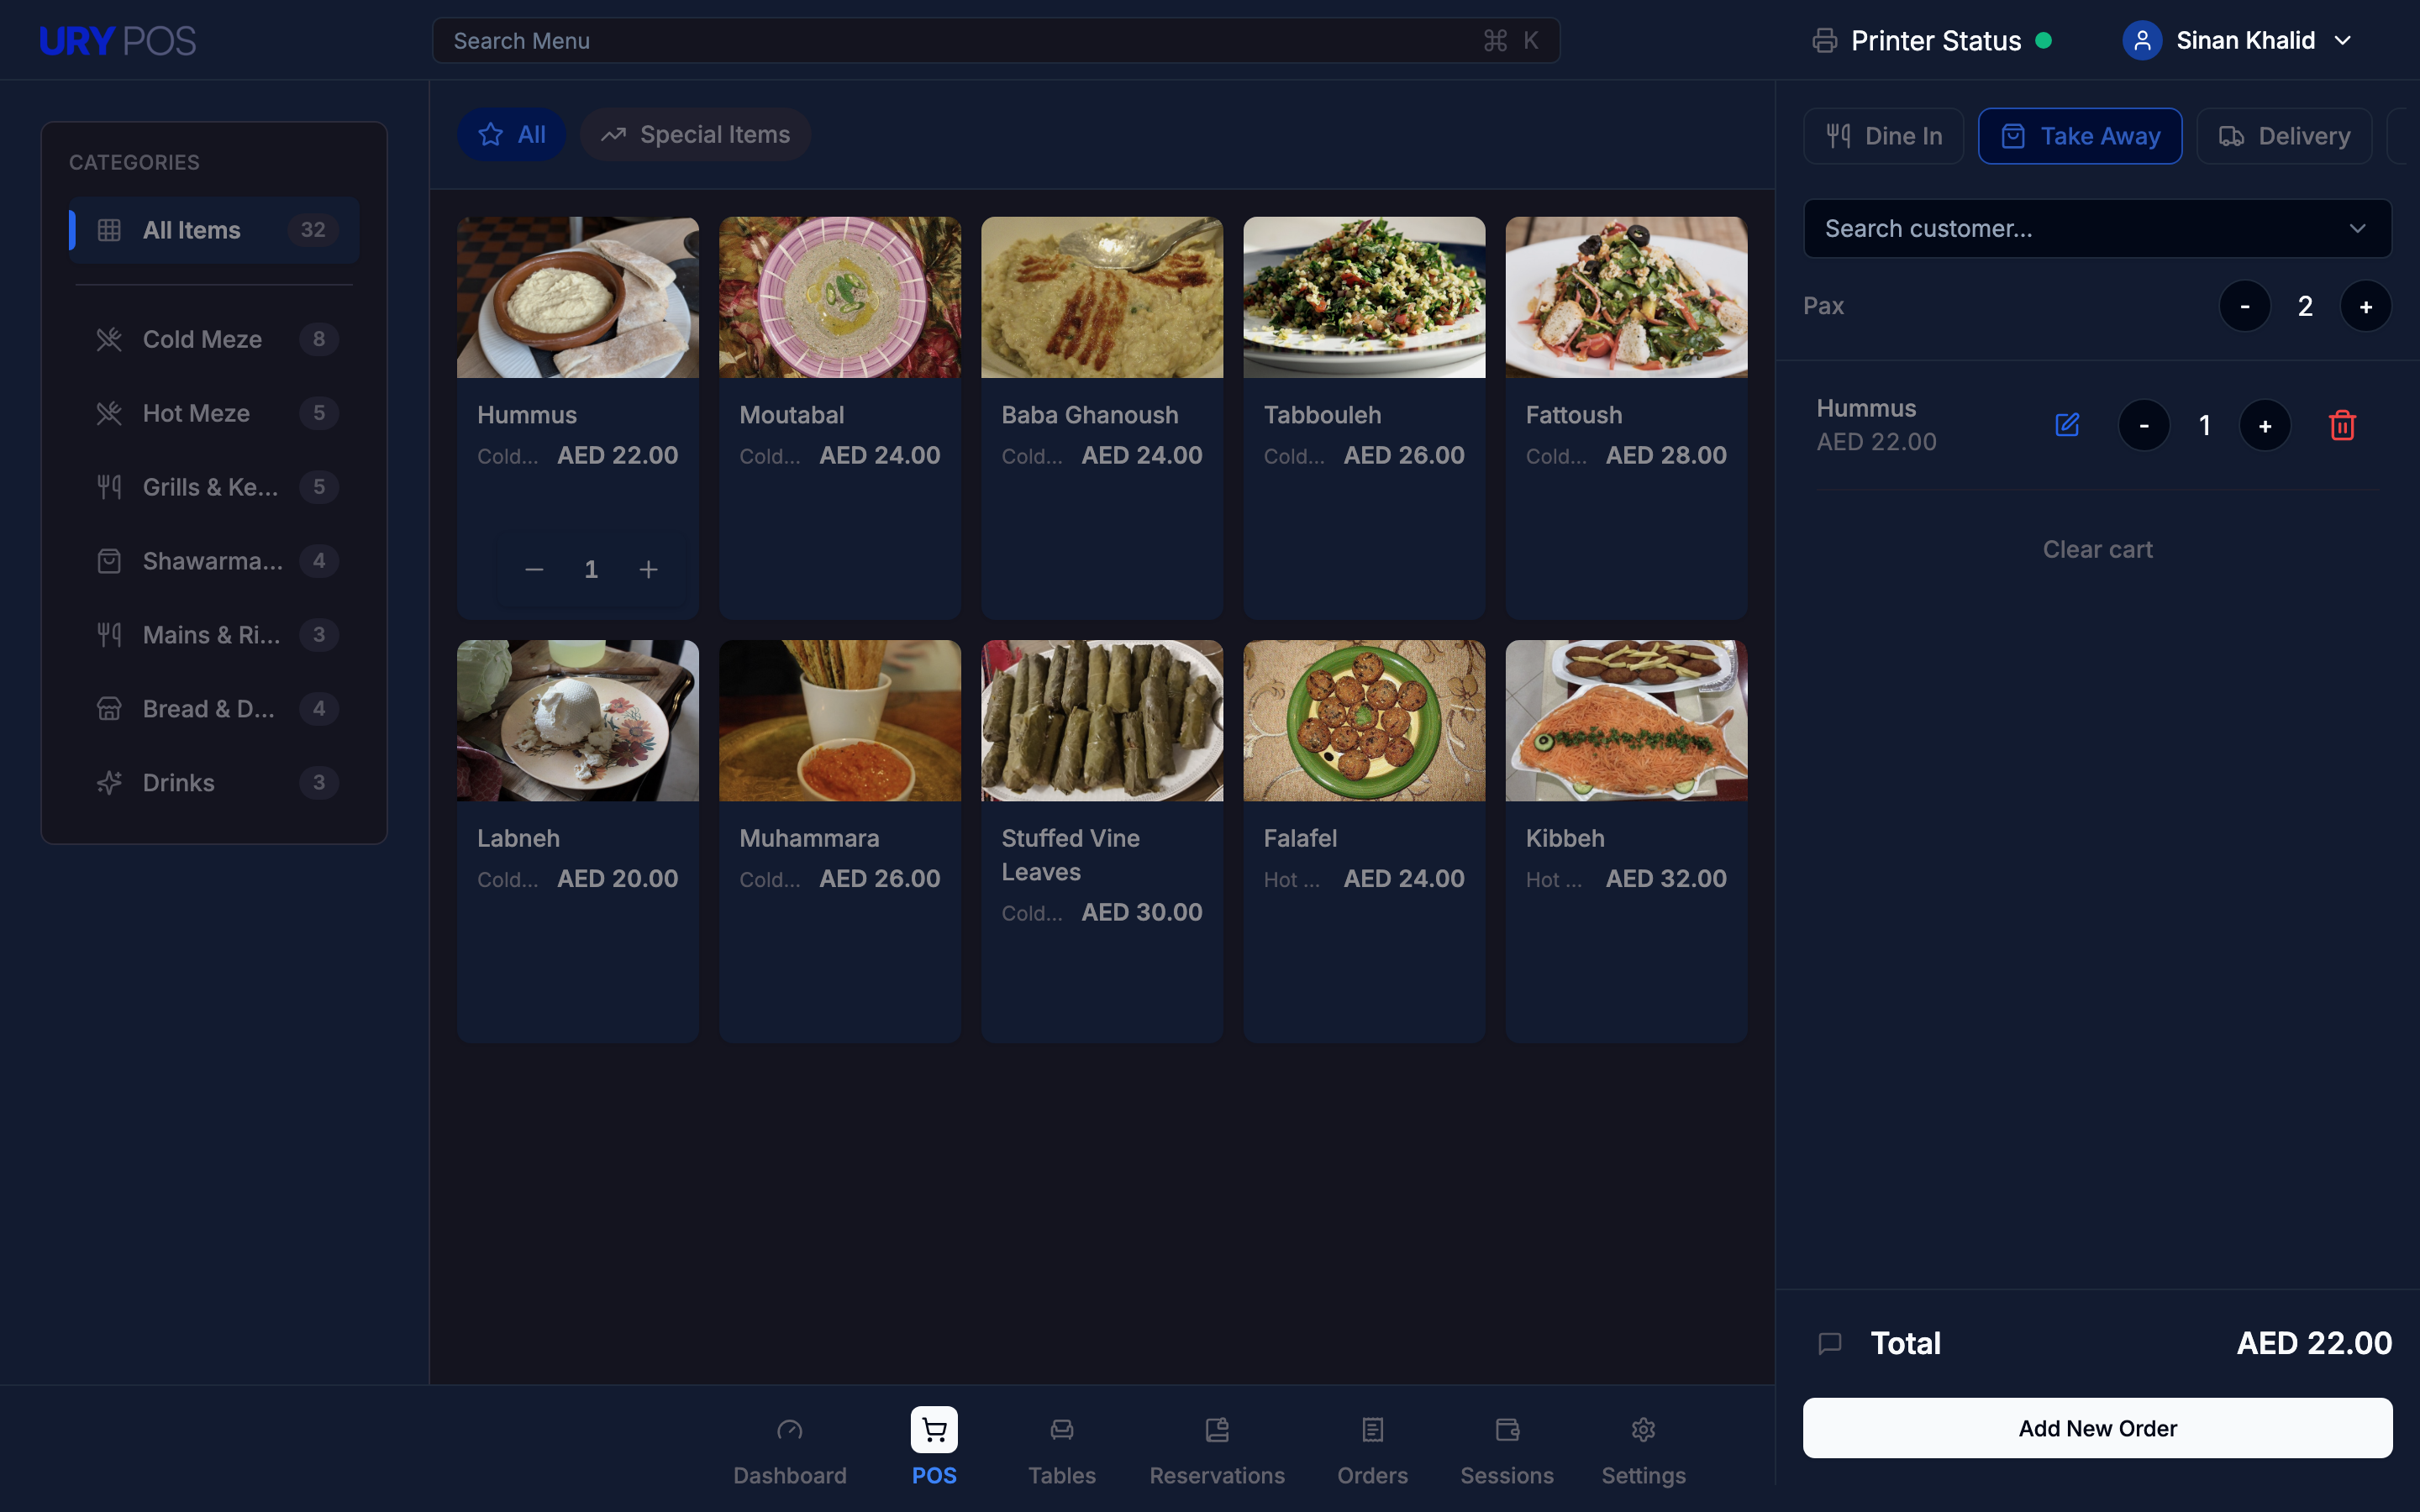 URY POS
Search Menu
⌘ K
Printer Status
Sinan Khalid
CATEGORIES
All Items 32
Cold Meze 8
Hot Meze 5
Grills & Ke... 5
Shawarma... 4
Mains & Ri... 3
Bread & D... 4
Drinks 3
All
Special Items
Hummus
Cold... AED 22.00
1
Moutabal
Cold... AED 24.00
Baba Ghanoush
Cold... AED 24.00
Tabbouleh
Cold... AED 26.00
Fattoush
Cold... AED 28.00
Labneh
Cold... AED 20.00
Muhammara
Cold... AED 26.00
Stuffed Vine
Leaves
Cold... AED 30.00
Falafel
Hot ... AED 24.00
Kibbeh
Hot ... AED 32.00
Dine In
Take Away
Delivery
Search customer...
Pax - 2 +
Hummus
AED 22.00
- 1 +
Clear cart
Total AED 22.00
Add New Order
Dashboard
POS
Tables
Reservations
Orders
Sessions
Settings